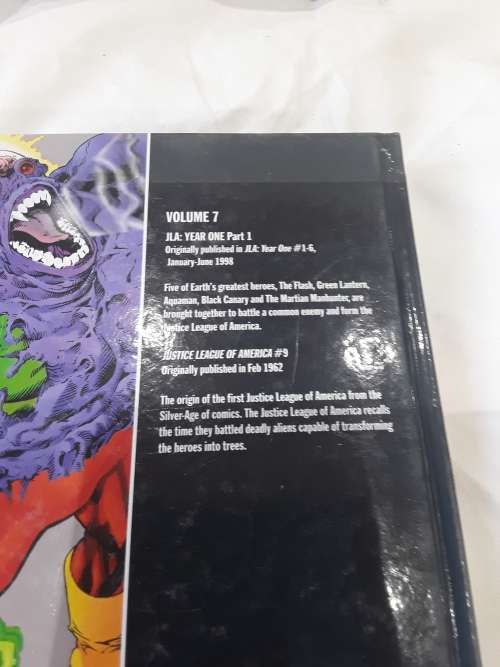 VOLUME 7
JLA: YEAR ONE Part 1
Originally published in JLA: Year One #1-6,
January-June 1998
Five of Earth's greatest heroes, The Flash, Green Lantern,
Aquaman, Black Canary and The Martian Manhunter, are
brought together to battle a common enemy and form the
Justice League of America.
JUSTICE LEAGUE OF AMERICA #9
Originally published in Feb 1962
The origin of the first Justice League of America from the
Silver-Age of comics. The Justice League of America recalls
the time they battled deadly aliens capable of transforming
the heroes into trees.